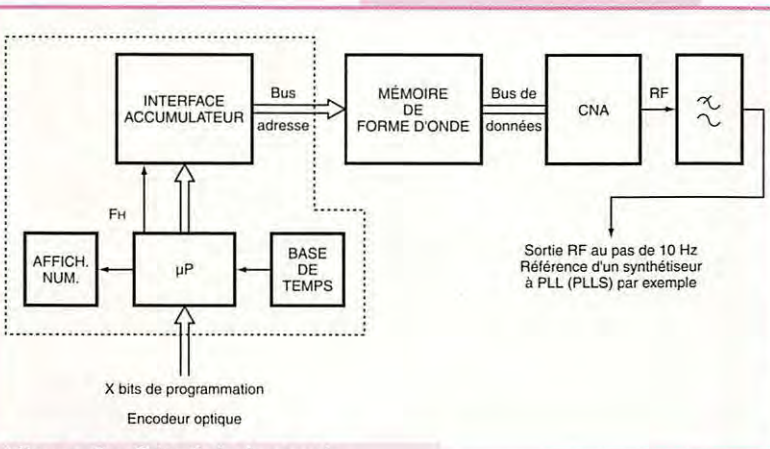 INTERFACE
ACCUMULATEUR
Bus
adresse
MÉMOIRE
DE
FORME D'ONDE
Bus de
données
CNA
RF
FH
AFFICH.
NUM.
µP
BASE
DE
TEMPS
Sortie RF au pas de 10 Hz
Référence d'un synthétiseur
à PLL (PLLS) par exemple
X bits de programmation
Encodeur optique